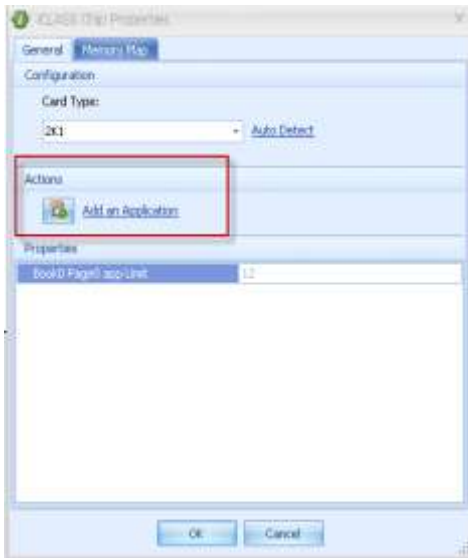 iCLASS Chip Properties
General Memory Map
Configuration
Card Type:
2K1 Auto Detect
Actions
Add an Application
Properties
Book0 Page0 app Limit 12
OK Cancel